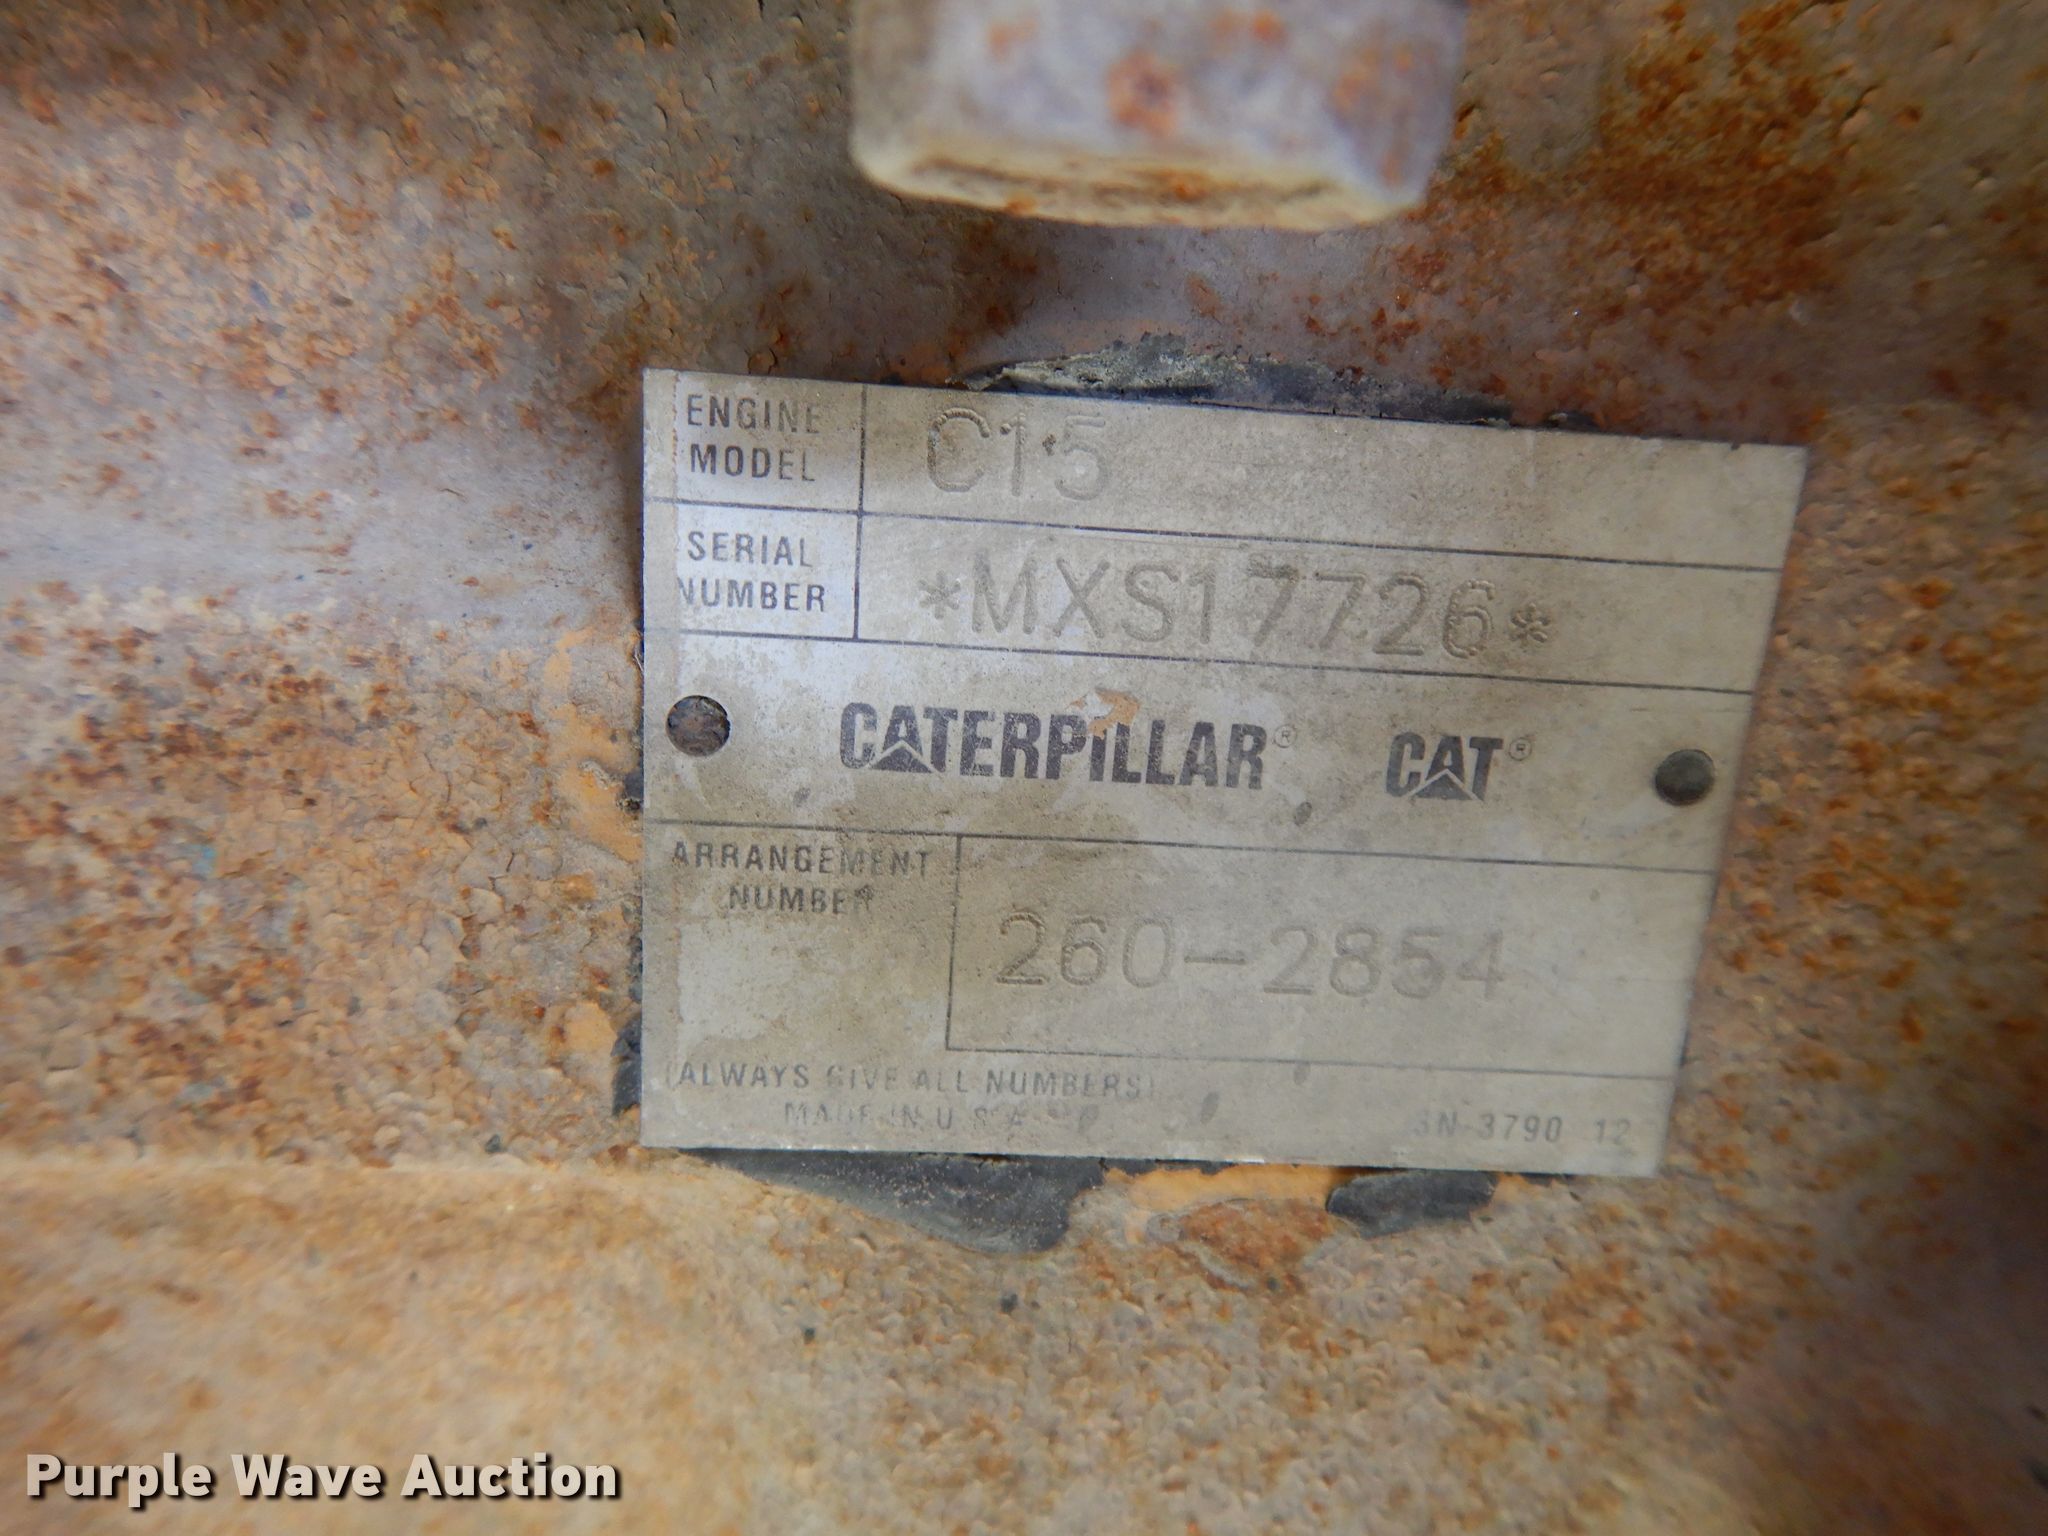 ENGINE
MODEL
C15
SERIAL
NUMBER
*MXS17726*
CATERPILLAR® CAT®
ARRANGEMENT
NUMBER
260-2854
(ALWAYS GIVE ALL NUMBERS)
MADE IN U S A
SN-3790 12
Purple Wave Auction